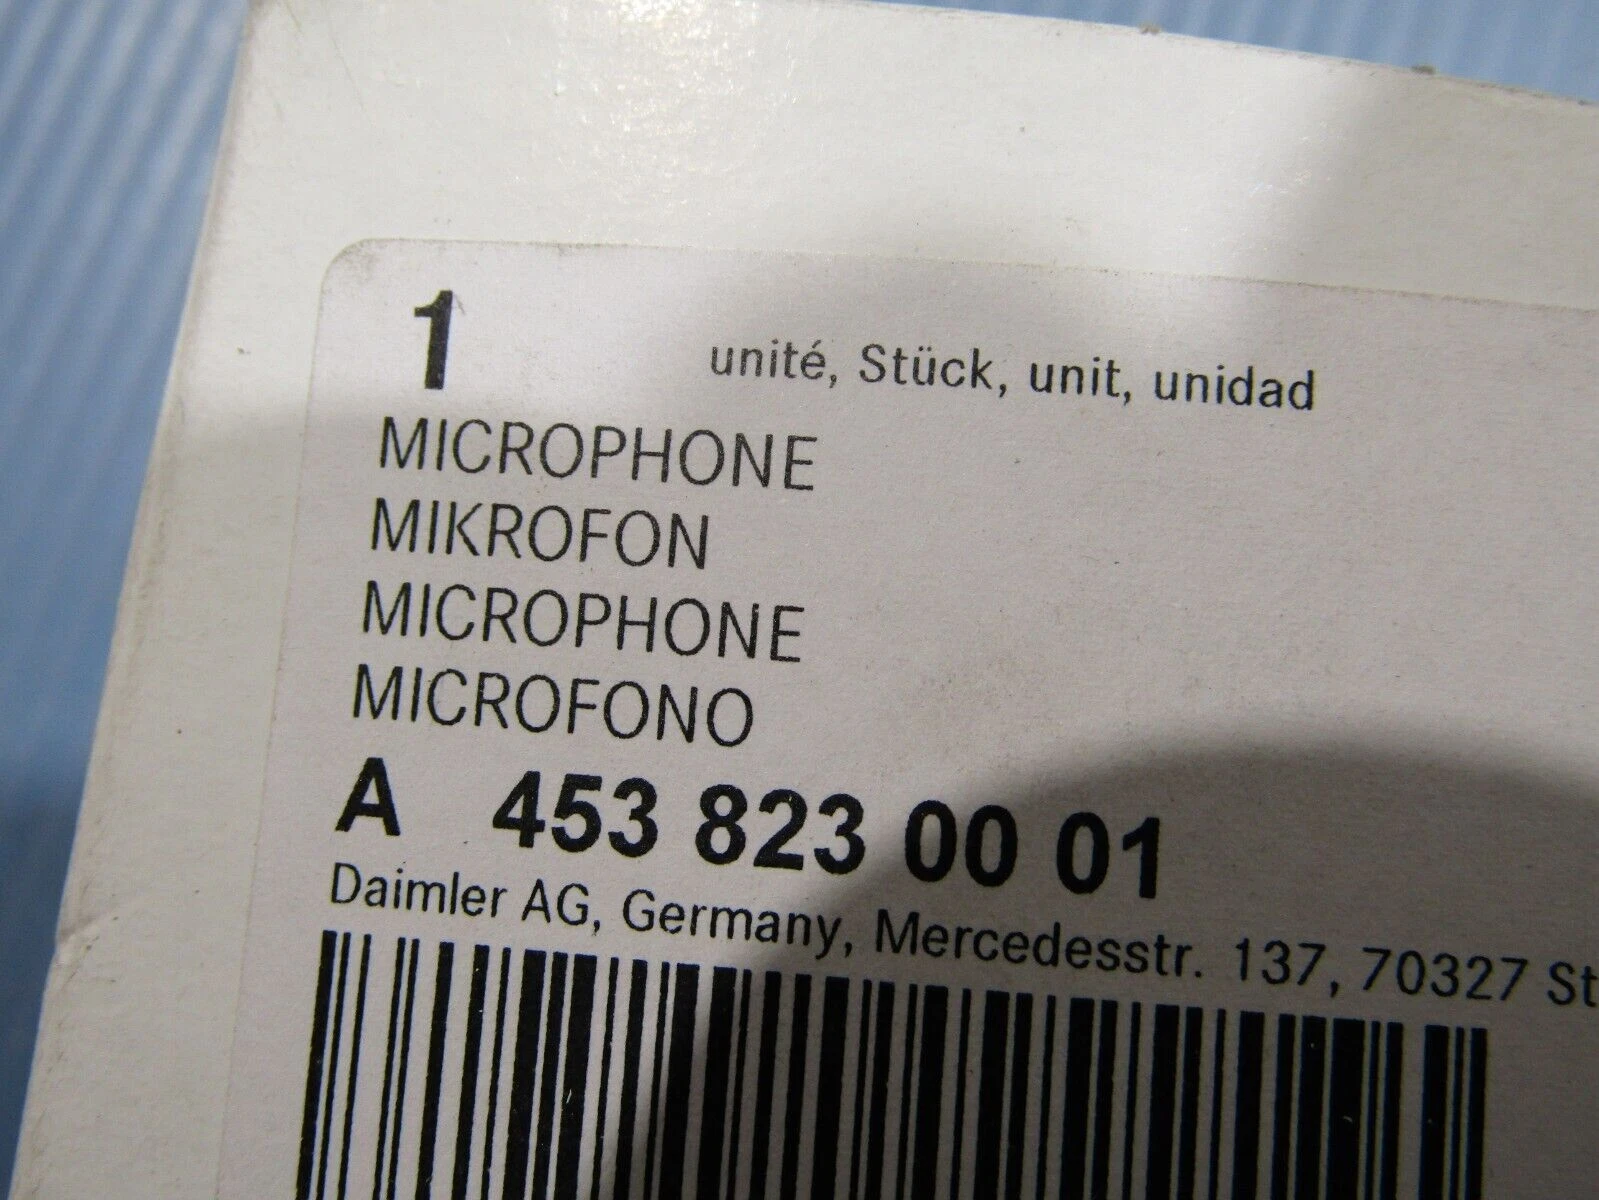 1
unité, Stück, unit, unidad
MICROPHONE
MIKROFON
MICROPHONE
MICROFONO
A 453 823 00 01
Daimler AG, Germany, Mercedesstr. 137, 70327 St